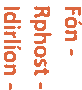 Fón -
Rphost -
Idirlíon -